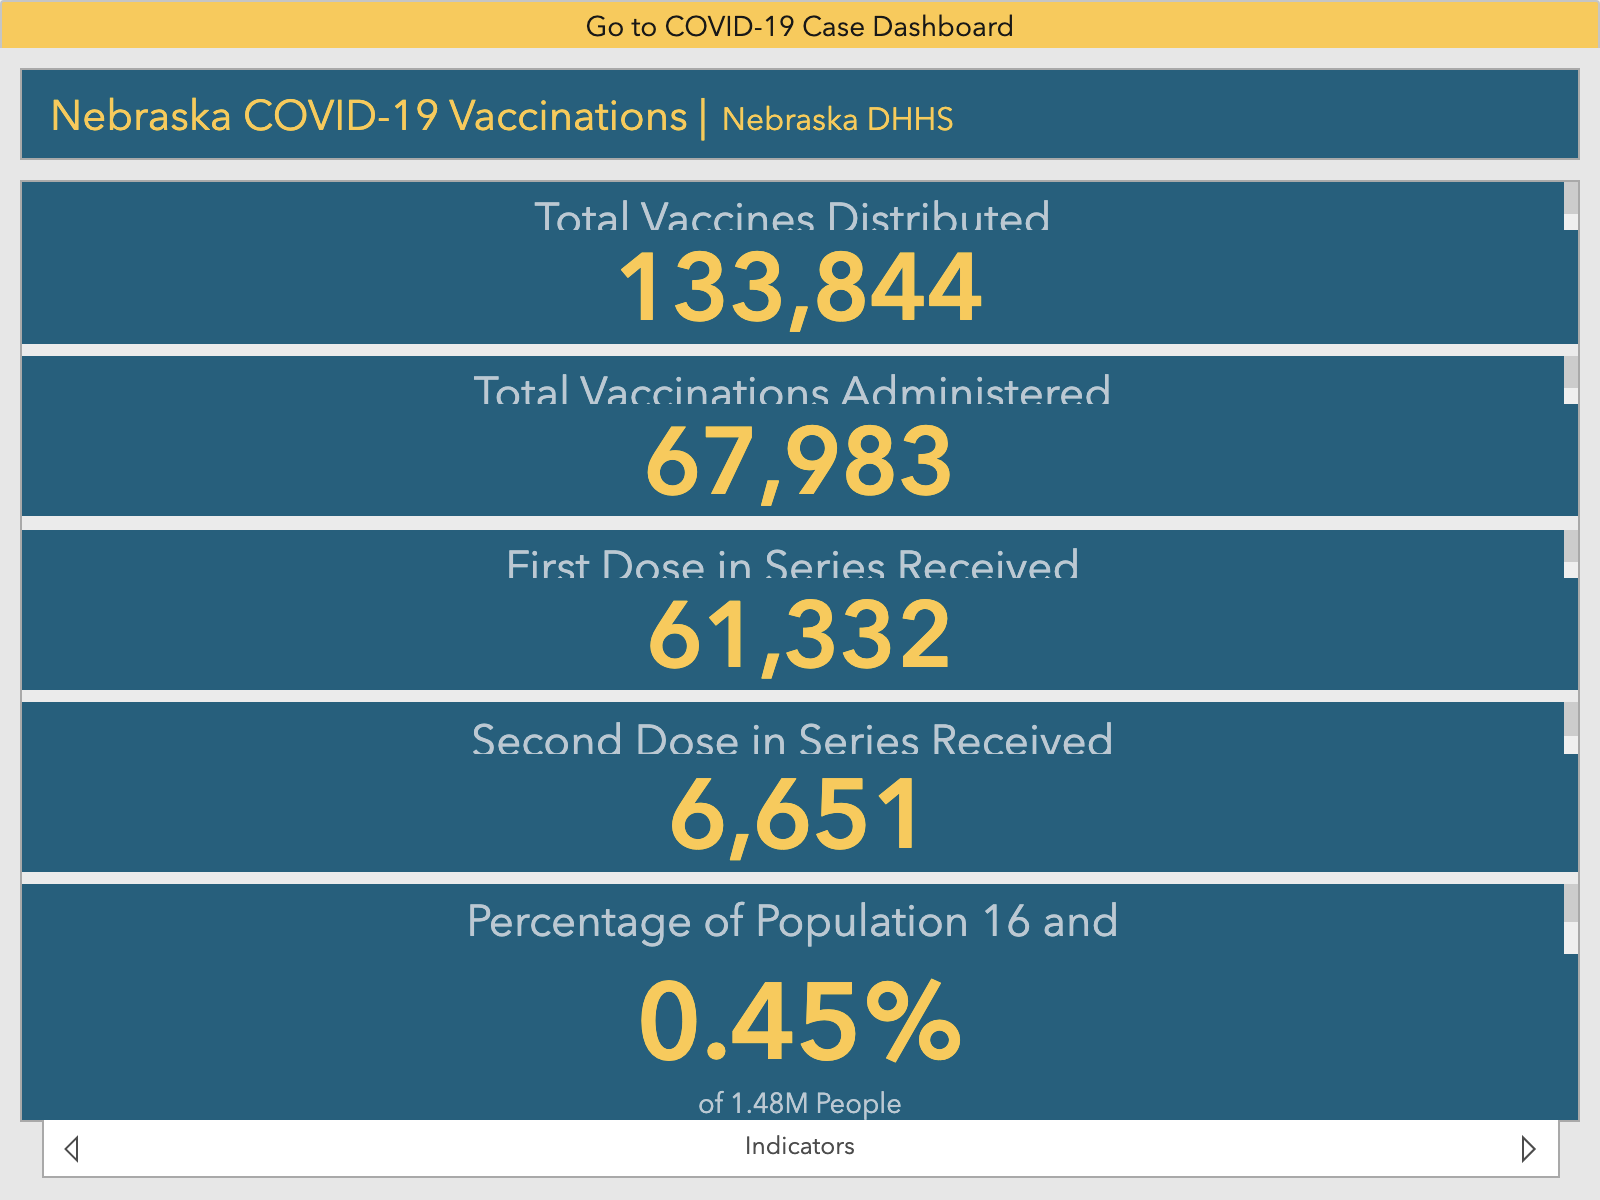 Go to COVID-19 Case Dashboard
Nebraska COVID-19 Vaccinations | Nebraska DHHS
Total Vaccines Distributed
133,844
Total Vaccinations Administered
67,983
First Dose in Series Received
61,332
Second Dose in Series Received
6,651
Percentage of Population 16 and
0.45%
of 1.48M People
Indicators